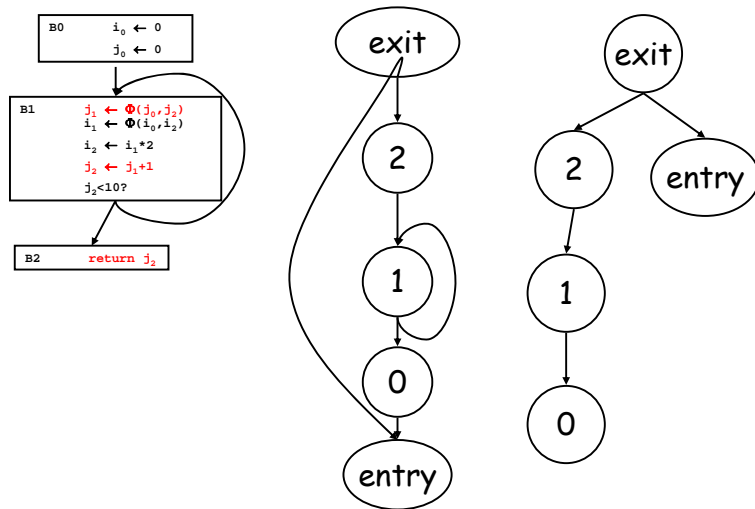 B0 i₀ ← 0
j₀ ← 0
B1 j₁ ← Φ(j₀,j₂)
i₁ ← Φ(i₀,i₂)
i₂ ← i₁*2
j₂ ← j₁+1
j₂<10?
B2 return j₂
exit
2
1
0
entry
exit
2
entry
1
0